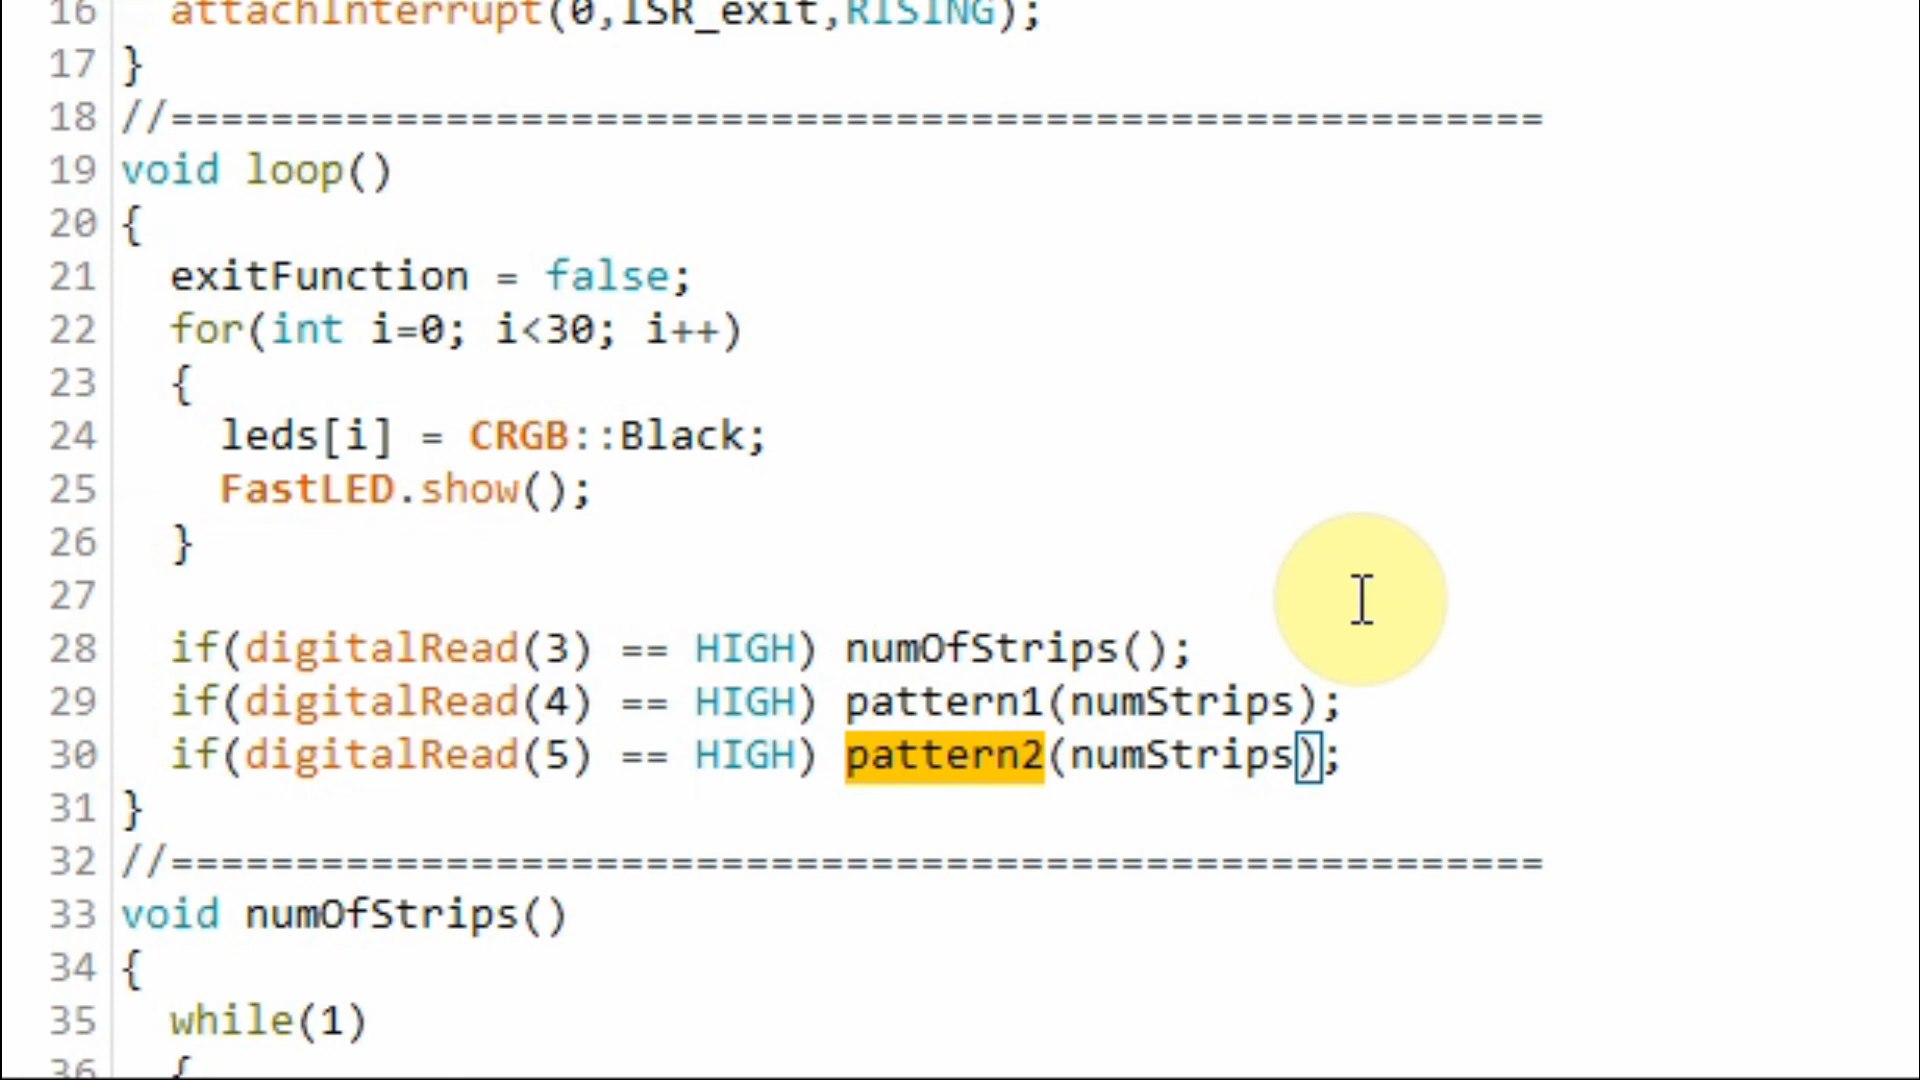 16 attachInterrupt(0,ISR_exit,RISING);
17 }
18 //=======================================================
19 void loop()
20 {
21 exitFunction = false;
22 for(int i=0; i<30; i++)
23 {
24 leds[i] = CRGB::Black;
25 FastLED.show();
26 }
27
28 if(digitalRead(3) == HIGH) numOfStrips();
29 if(digitalRead(4) == HIGH) pattern1(numStrips);
30 if(digitalRead(5) == HIGH) pattern2(numStrips);
31 }
32 //=======================================================
33 void numOfStrips()
34 {
35 while(1)
36 {